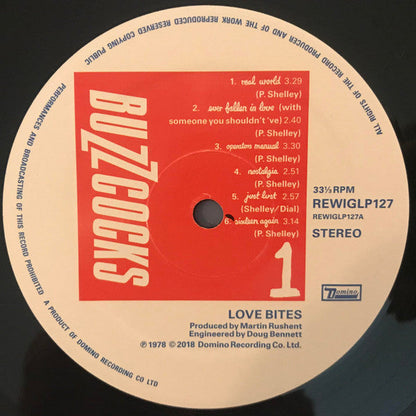 ALL RIGHTS OF THE RECORD PRODUCER AND OF THE WORK REPRODUCED RESERVED COPYING PUBLIC
PERFORMANCES AND BROADCASTING OF THIS RECORD PROHIBITED A PRODUCT OF DOMINO RECORDING CO LTD
BUZZCOCKS
1. real world 3.29
(P. Shelley)
2. ever fallen in love (with
someone you shouldn't 've) 2.40
(P. Shelley)
3. operators manual 3.30
(P. Shelley)
4. nostalgia 2.51
(P. Shelley)
5. just lust 2.57
(Shelley/Dial)
6. sixteen again 3.14
(P. Shelley)
1
33⅓ RPM
REWIGLP127
REWIGLP127A
STEREO
Domino
LOVE BITES
Produced by Martin Rushent
Engineered by Doug Bennett
℗ 1978 © 2018 Domino Recording Co. Ltd.